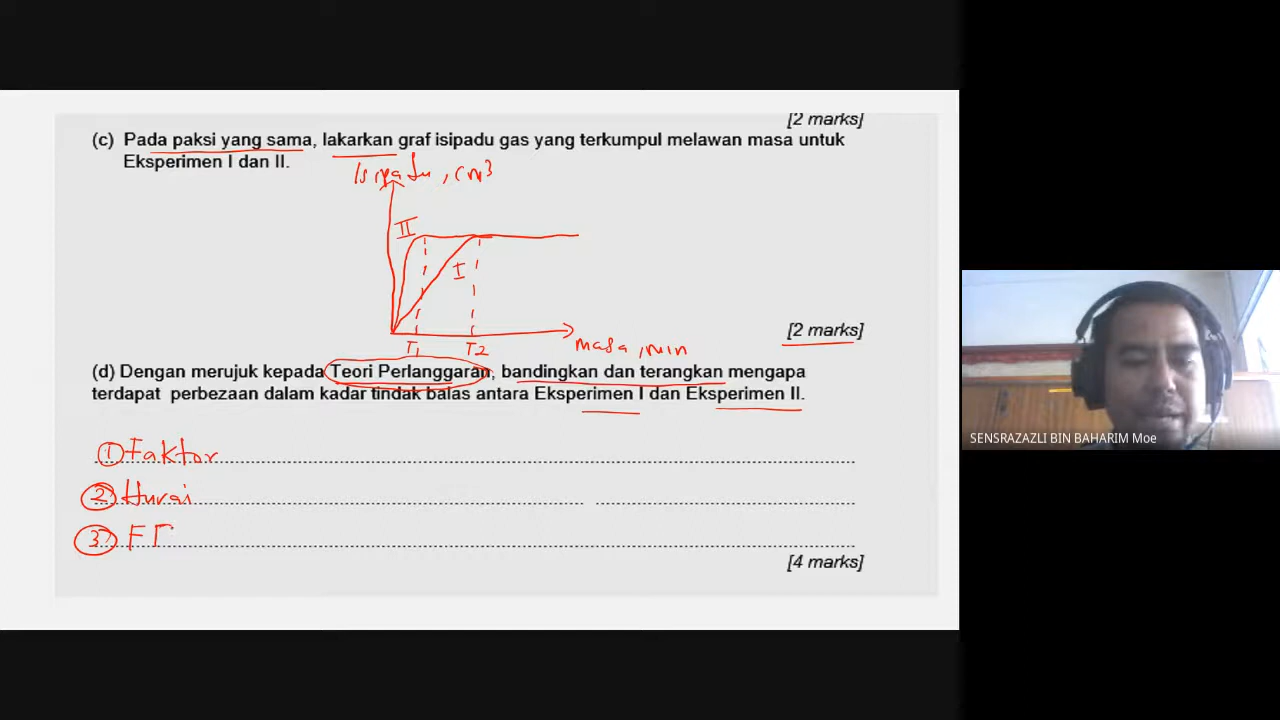 [2 marks]
(c) Pada paksi yang sama, lakarkan graf isipadu gas yang terkumpul melawan masa untuk
Eksperimen I dan II.
Isipadu, cm3
II
I
T1 T2
masa, min
[2 marks]
(d) Dengan merujuk kepada Teori Perlanggaran, bandingkan dan terangkan mengapa
terdapat perbezaan dalam kadar tindak balas antara Eksperimen I dan Eksperimen II.
SENSRAZAZLI BIN BAHARIM Moe
① Faktor
② Hurai
③ F
[4 marks]